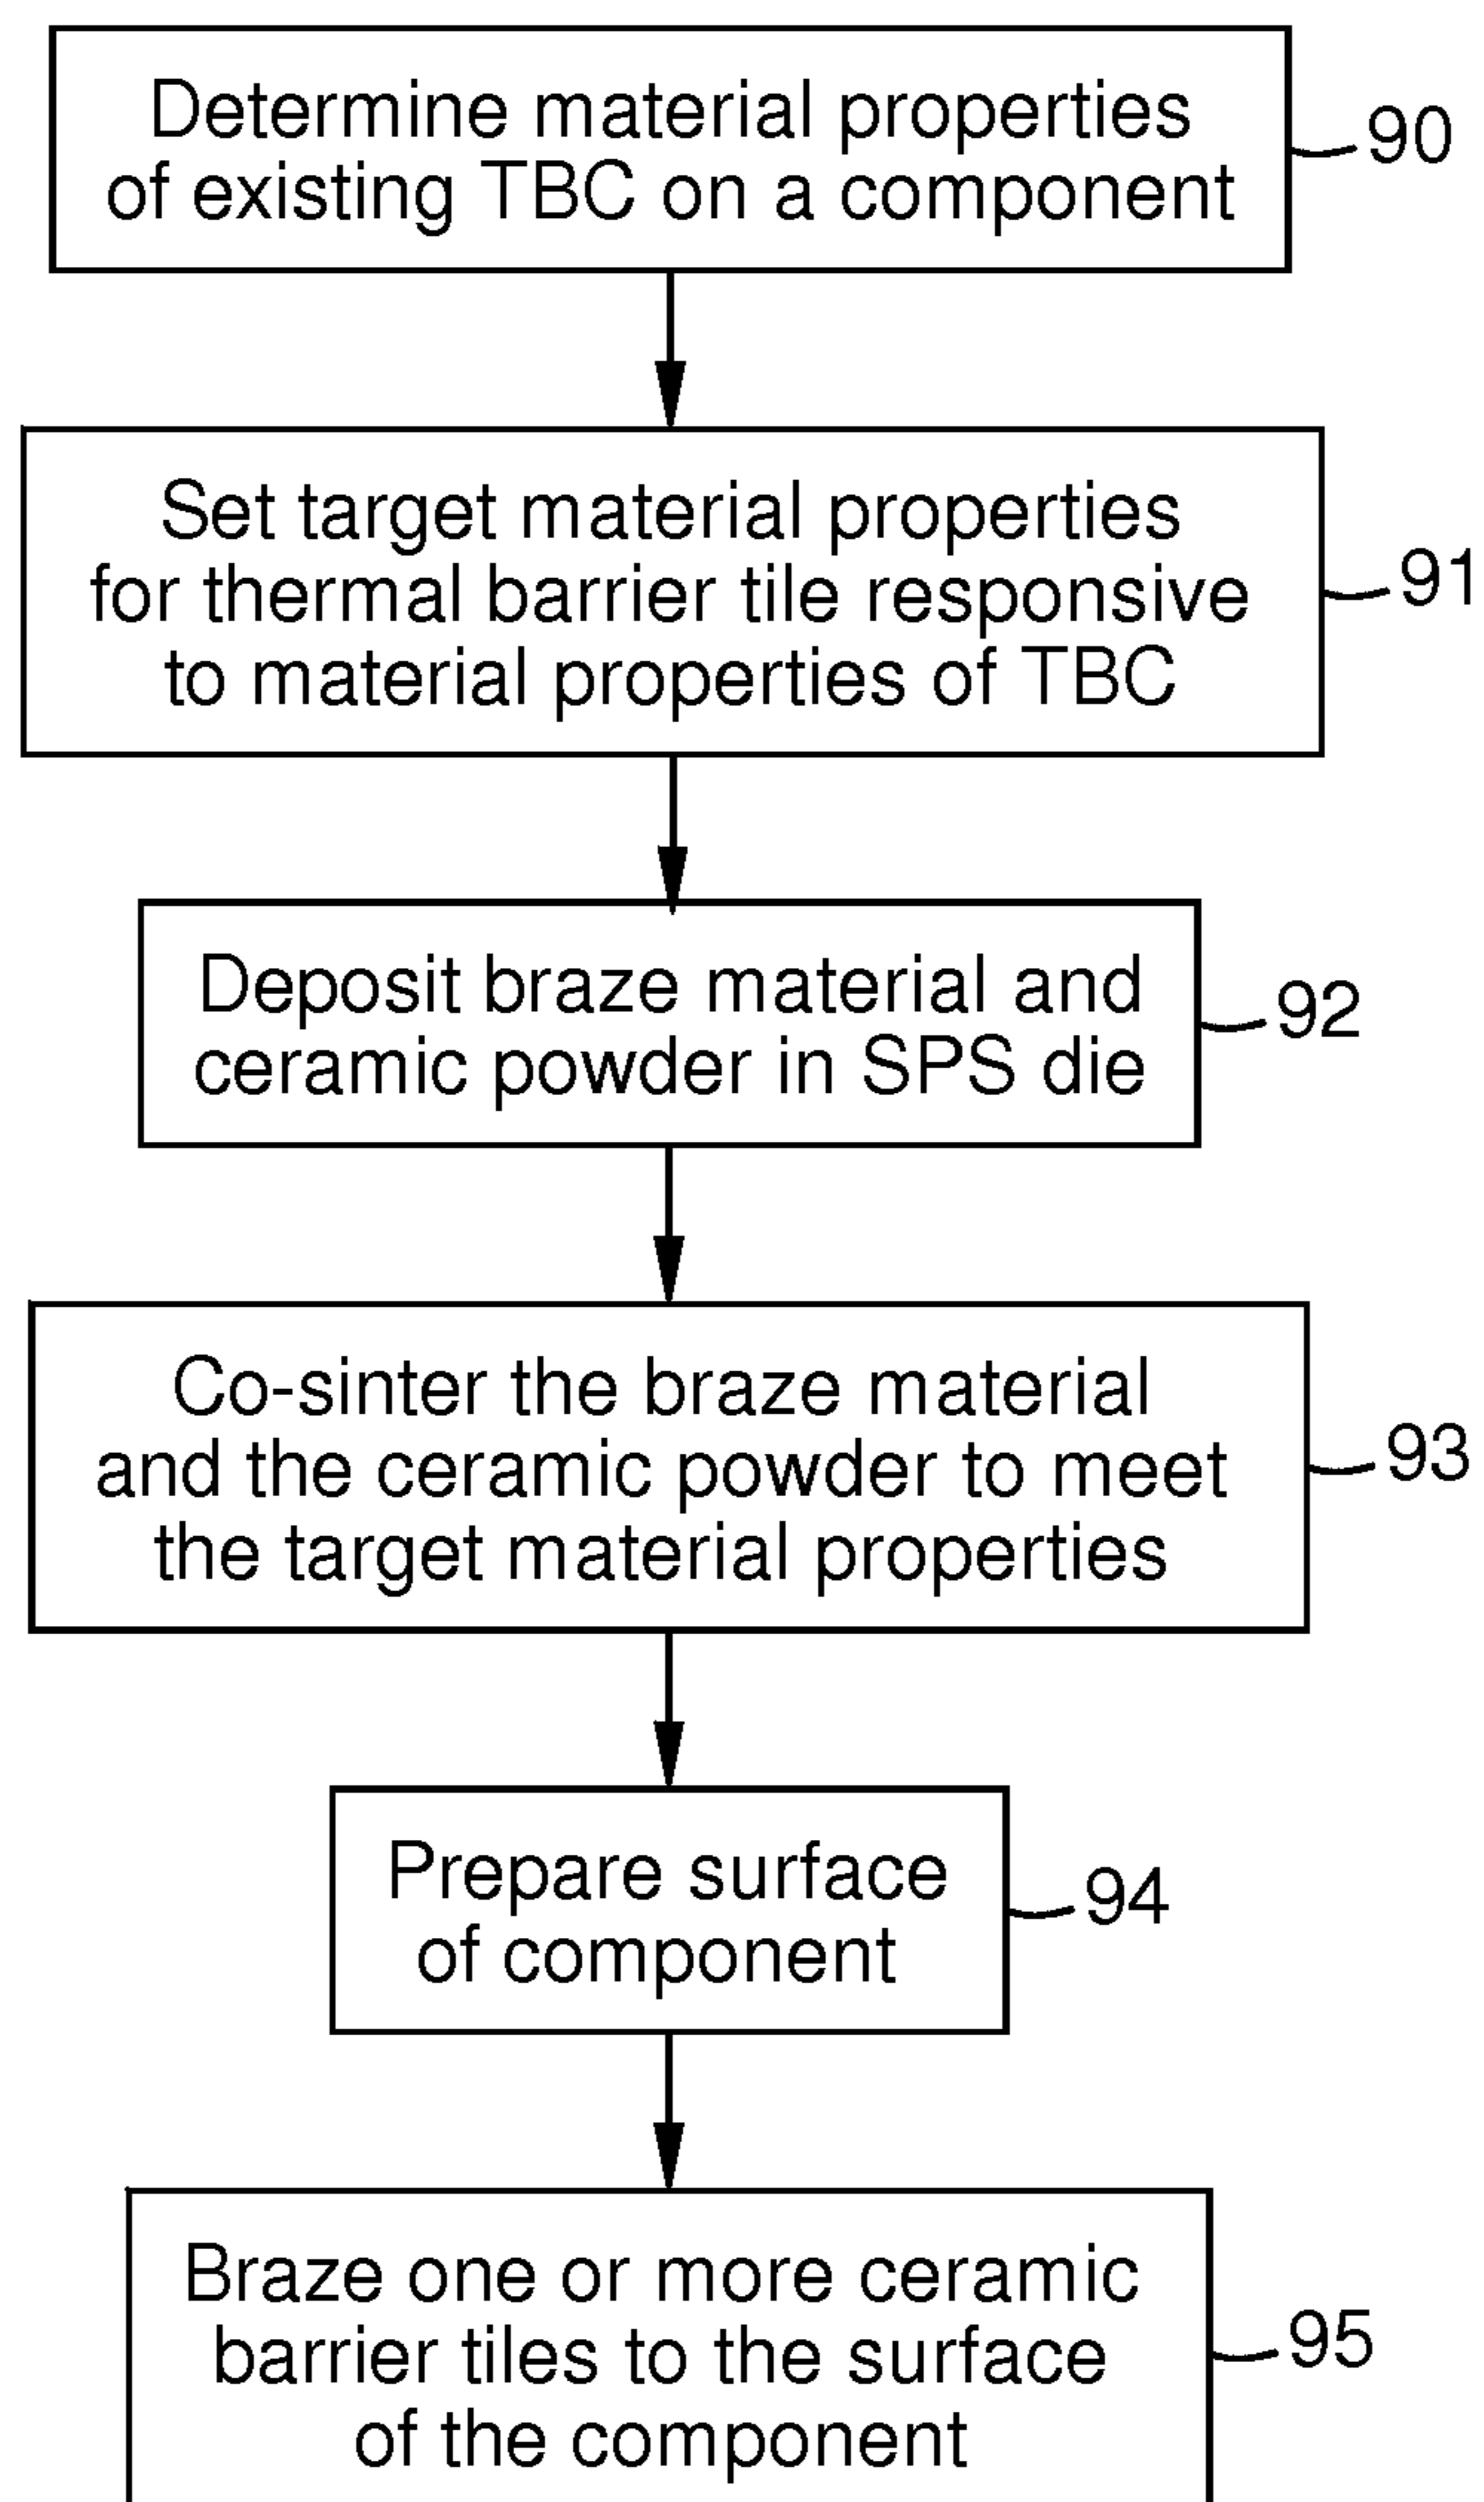 Determine material properties
of existing TBC on a component
90
Set target material properties
for thermal barrier tile responsive
to material properties of TBC
91
Deposit braze material and
ceramic powder in SPS die
92
Co-sinter the braze material
and the ceramic powder to meet
the target material properties
93
Prepare surface
of component
94
Braze one or more ceramic
barrier tiles to the surface
of the component
95